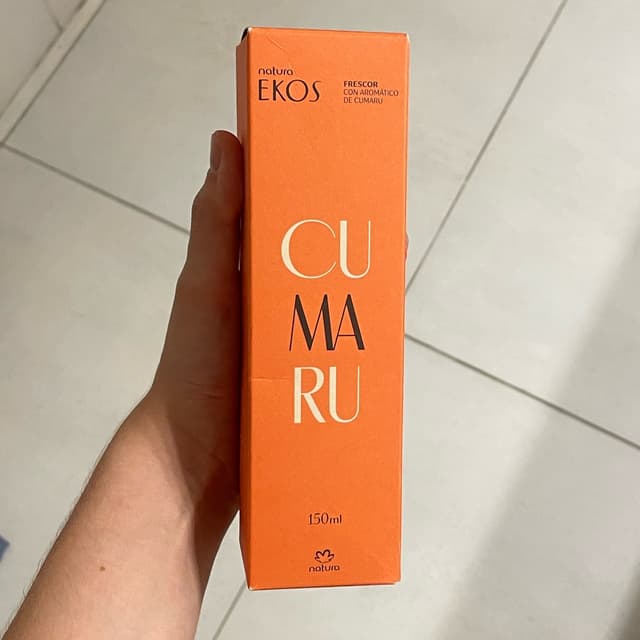 natura
EKOS
FRESCOR
CON AROMÁTICO
DE CUMARU
CU
MA
RU
150ml
natura